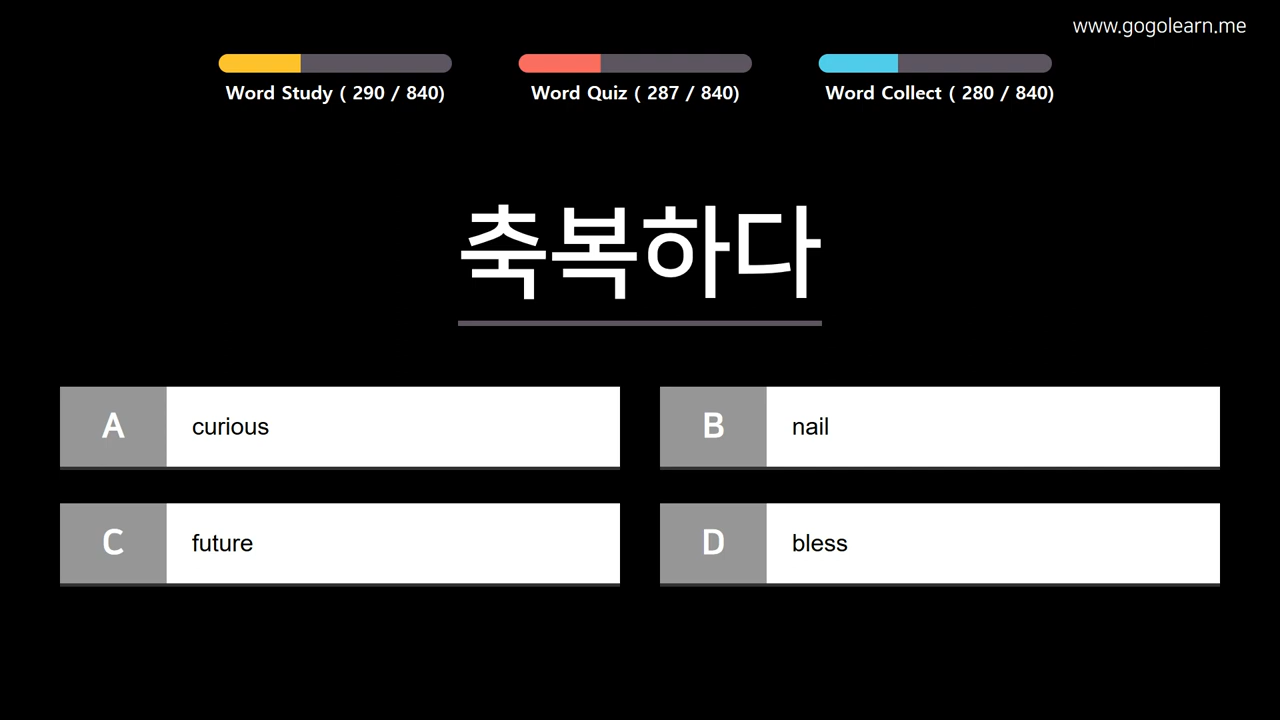 www.gogolearn.me
Word Study ( 290 / 840)
Word Quiz ( 287 / 840)
Word Collect ( 280 / 840)
축복하다
A curious
B nail
C future
D bless